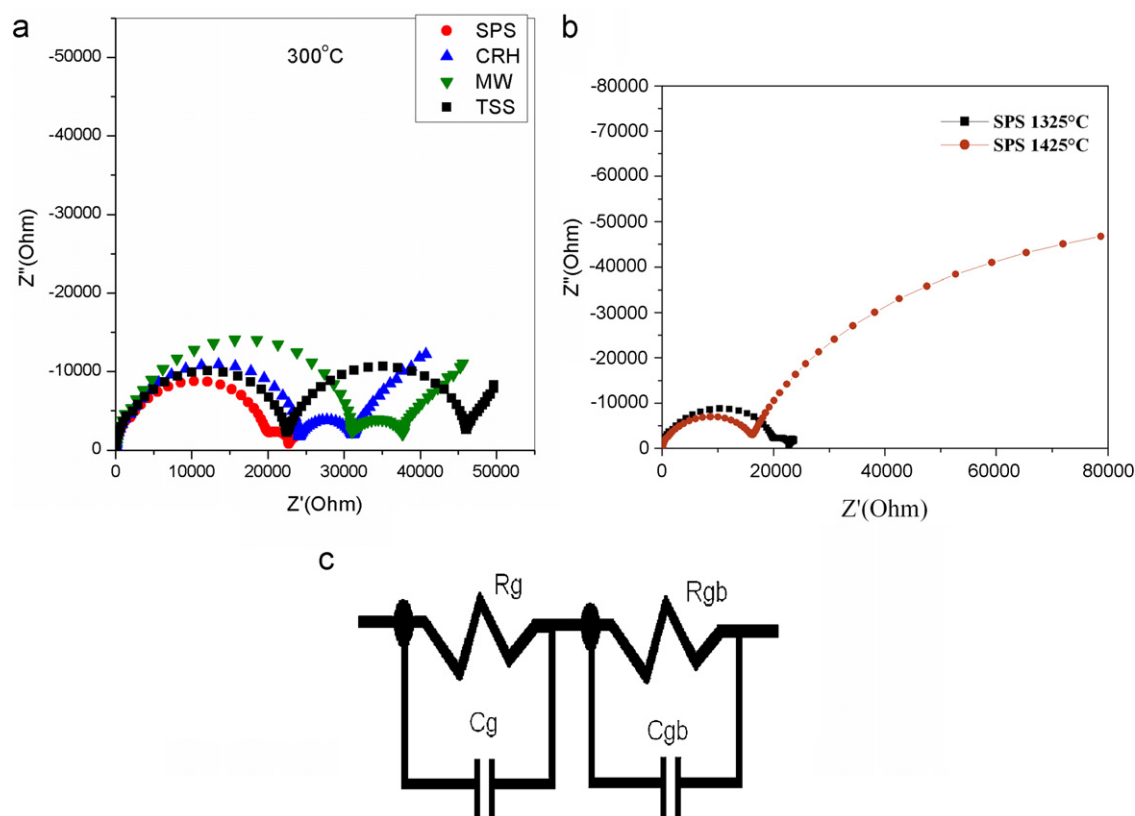 a
300°C
SPS
CRH
MW
TSS
-50000
-40000
-30000
-20000
-10000
0
Z"(Ohm)
0 10000 20000 30000 40000 50000
Z'(Ohm)
b
SPS 1325°C
SPS 1425°C
-80000
-70000
-60000
-50000
-40000
-30000
-20000
-10000
0
Z"(Ohm)
0 20000 40000 60000 80000
Z'(Ohm)
c
Rg Rgb
Cg Cgb